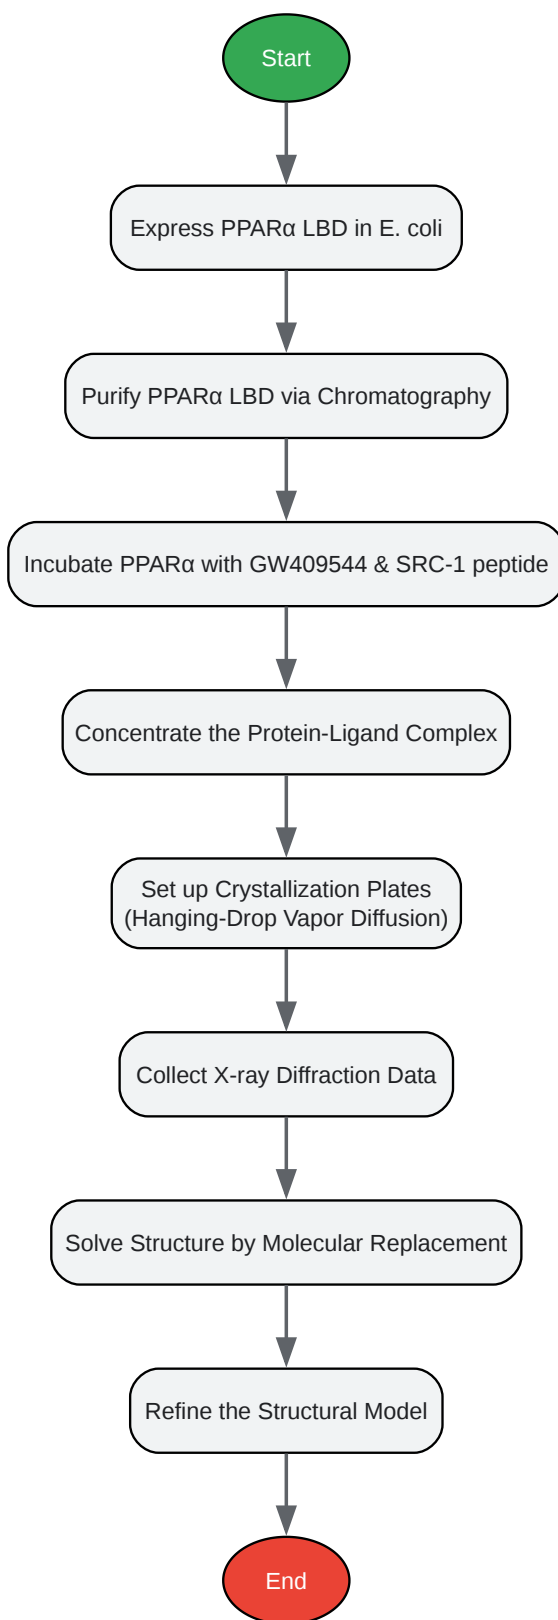 Start
Express PPARα LBD in E. coli
Purify PPARα LBD via Chromatography
Incubate PPARα with GW409544 & SRC-1 peptide
Concentrate the Protein-Ligand Complex
Set up Crystallization Plates
(Hanging-Drop Vapor Diffusion)
Collect X-ray Diffraction Data
Solve Structure by Molecular Replacement
Refine the Structural Model
End